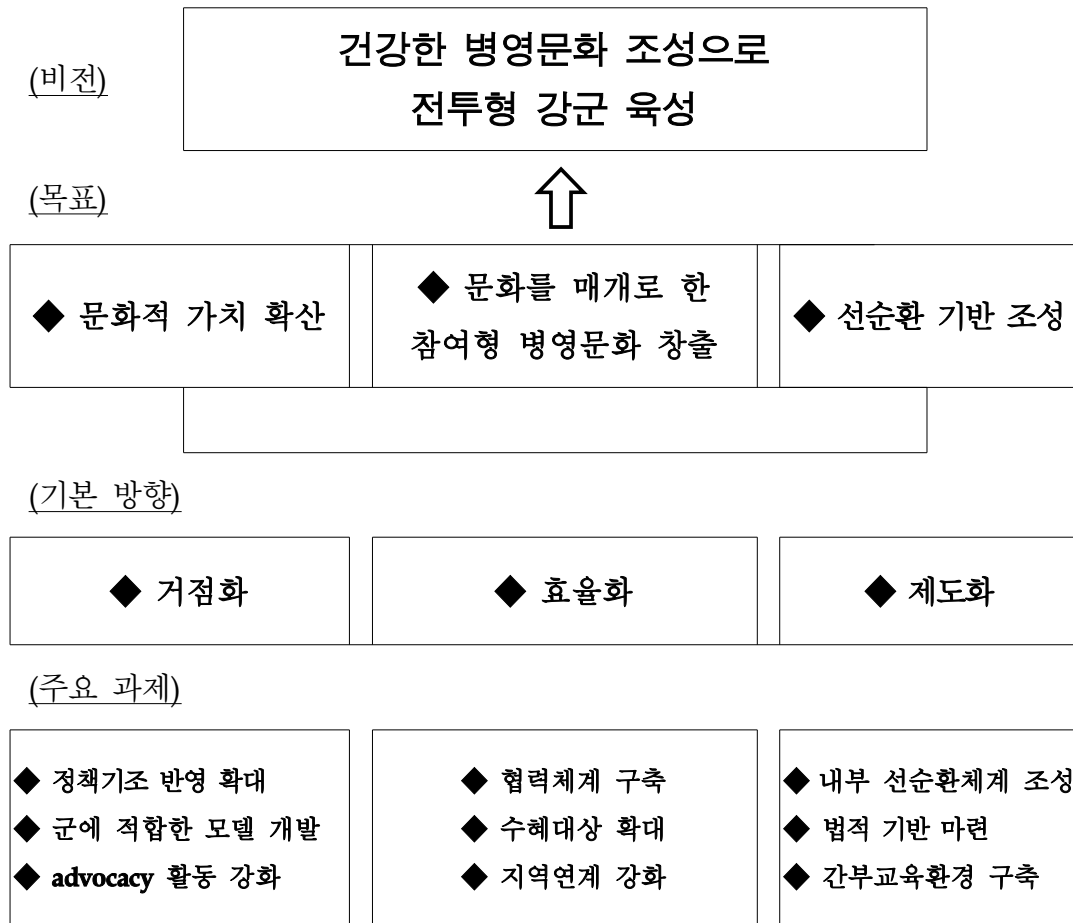 건강한 병영문화 조성으로
전투형 강군 육성
(비전)
(목표)
◆ 문화적 가치 확산
◆ 문화를 매개로 한
참여형 병영문화 창출
◆ 선순환 기반 조성
(기본 방향)
◆ 거점화
◆ 효율화
◆ 제도화
(주요 과제)
◆ 정책기조 반영 확대
◆ 군에 적합한 모델 개발
◆ advocacy 활동 강화
◆ 협력체계 구축
◆ 수혜대상 확대
◆ 지역연계 강화
◆ 내부 선순환체계 조성
◆ 법적 기반 마련
◆ 간부교육환경 구축